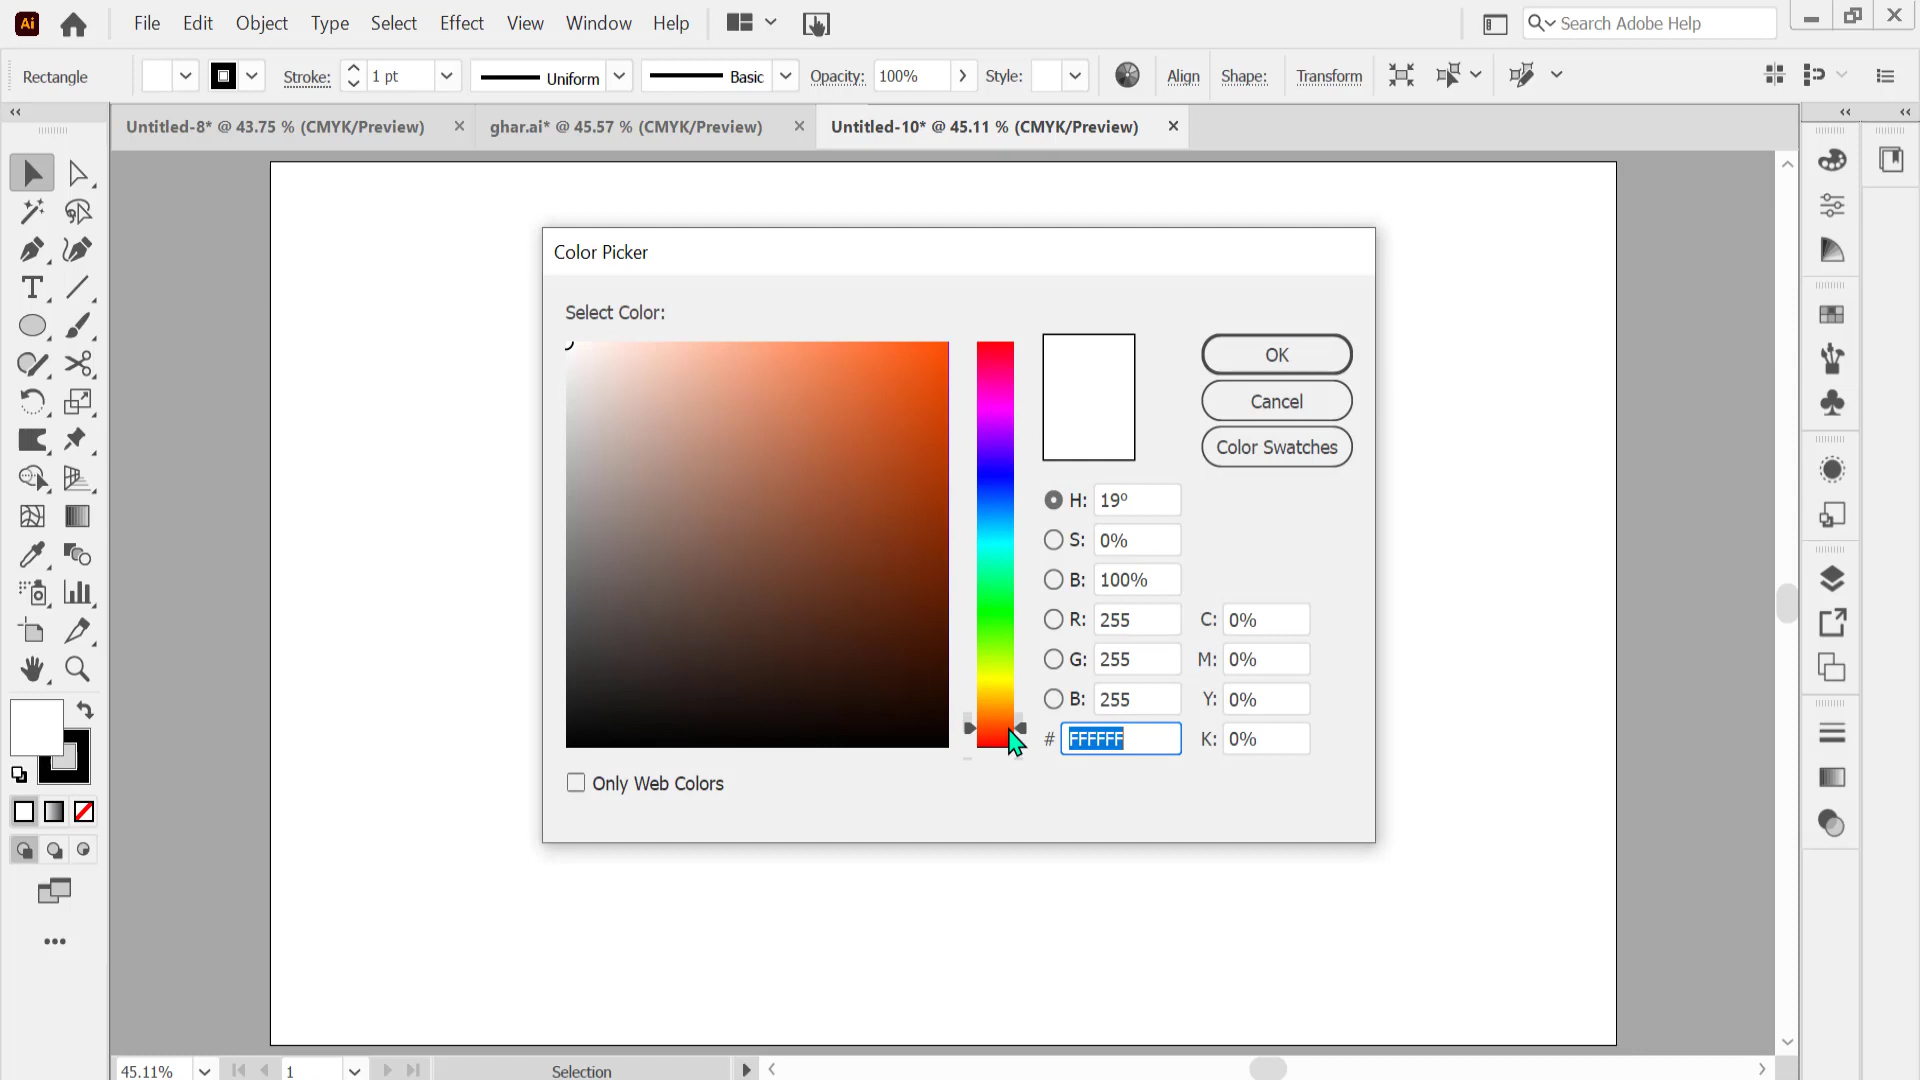 Ai File Edit Object Type Select Effect View Window Help Search Adobe Help
Rectangle Stroke: 1 pt Uniform Basic Opacity: 100% Style: Align Shape: Transform
Untitled-8* @ 43.75 % (CMYK/Preview) ghar.ai* @ 45.57 % (CMYK/Preview) Untitled-10* @ 45.11 % (CMYK/Preview)
Color Picker
Select Color:
OK
Cancel
Color Swatches
H: 19º
S: 0%
B: 100%
R: 255 C: 0%
G: 255 M: 0%
B: 255 Y: 0%
# FFFFFF K: 0%
Only Web Colors
45.11% 1 Selection